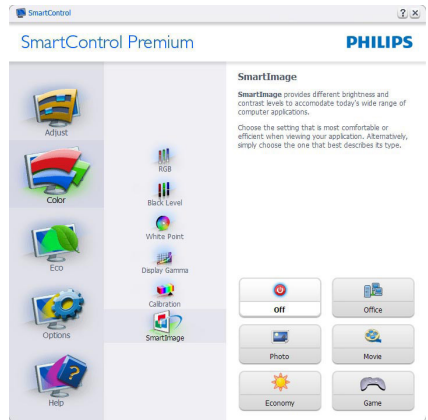 SmartControl
SmartControl Premium
PHILIPS
Adjust
Color
Eco
Options
Help
RGB
Black Level
White Point
Display Gamma
Calibration
SmartImage
SmartImage
SmartImage provides different brightness and
contrast levels to accomodate today's wide range of
computer applications.
Choose the setting that is most comfortable or
efficient when viewing your application. Alternatively,
simply choose the one that best describes its type.
Off
Office
Photo
Movie
Economy
Game